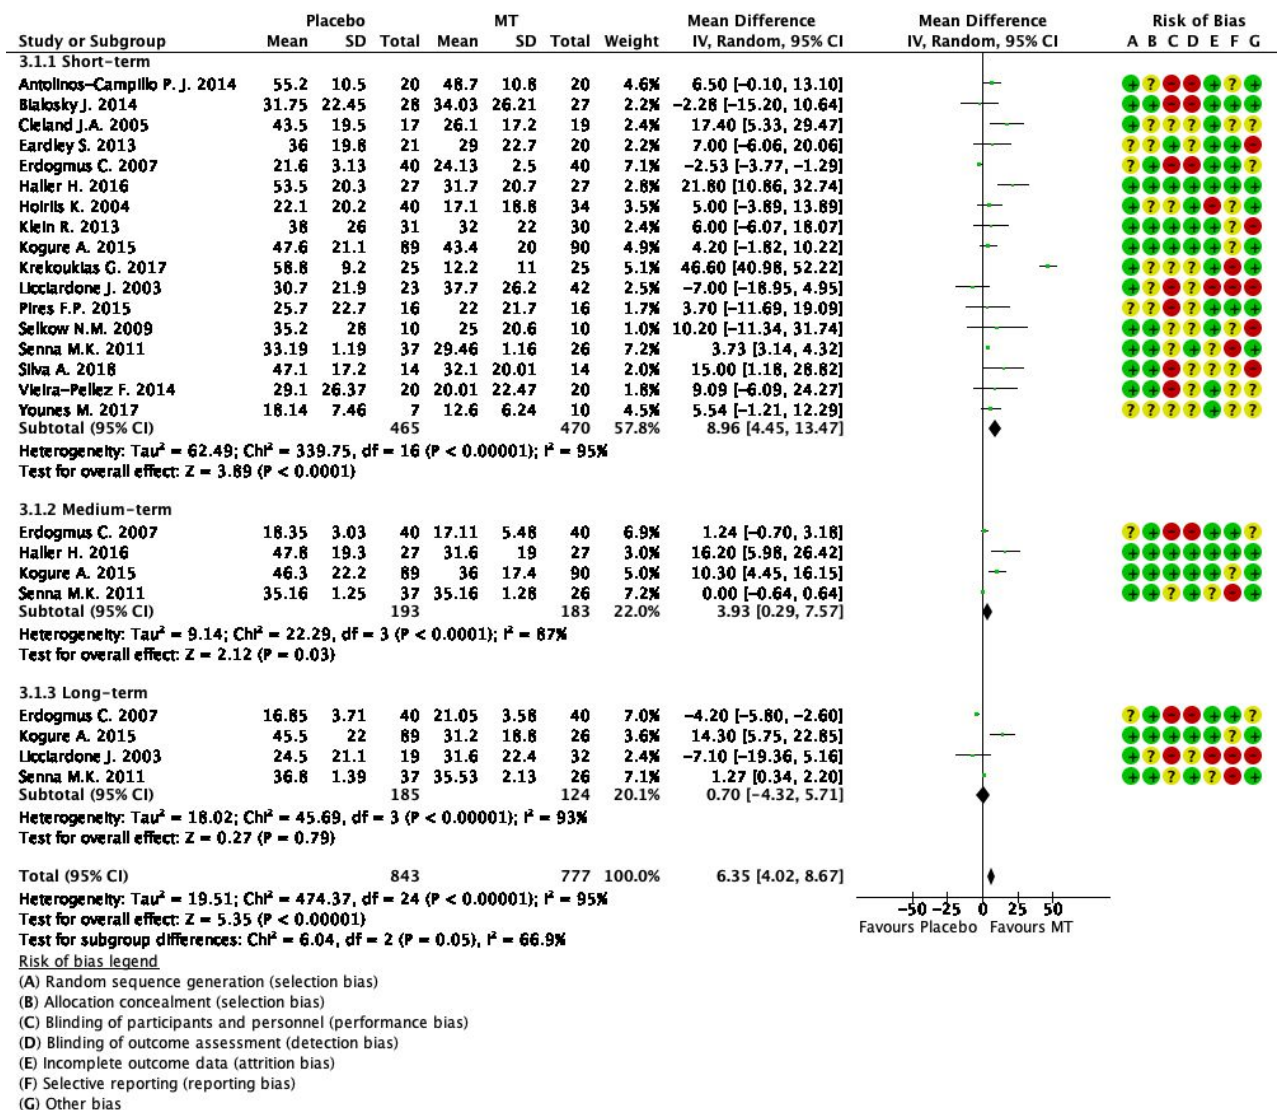 Placebo MT Mean Difference Mean Difference Risk of Bias
Study or Subgroup Mean SD Total Mean SD Total Weight IV, Random, 95% CI IV, Random, 95% CI A B C D E F G
3.1.1 Short-term
Antolinos-Campillo P. J. 2014 55.2 10.5 20 48.7 10.8 20 4.6% 6.50 [-0.10, 13.10] + ? - - + ? +
Bialosky J. 2014 31.75 22.45 28 34.03 26.21 27 2.2% -2.28 [-15.20, 10.64] + + - - + + +
Cleland J.A. 2005 43.5 19.5 17 26.1 17.2 19 2.4% 17.40 [5.33, 29.47] + ? ? ? + ? ?
Eardley S. 2013 36 19.8 21 29 22.7 20 2.2% 7.00 [-6.06, 20.06] ? ? + ? + + -
Erdogmus C. 2007 21.6 3.13 40 24.13 2.5 40 7.1% -2.53 [-3.77, -1.29] ? + - - + + ?
Haller H. 2016 53.5 20.3 27 31.7 20.7 27 2.8% 21.80 [10.86, 32.74] + + + + + + +
Hoiriis K. 2004 22.1 20.2 40 17.1 18.8 34 3.5% 5.00 [-3.89, 13.89] + ? ? + - ? +
Klein R. 2013 38 26 31 32 22 30 2.4% 6.00 [-6.07, 18.07] + + + + + ? -
Kogure A. 2015 47.6 21.1 89 43.4 20 90 4.9% 4.20 [-1.82, 10.22] + + + + + ? +
Krekoukias G. 2017 58.8 9.2 25 12.2 11 25 5.1% 46.60 [40.98, 52.22] + ? ? ? + - +
Licciardone J. 2003 30.7 21.9 23 37.7 26.2 42 2.5% -7.00 [-18.95, 4.95] + ? - ? - - -
Pires F.P. 2015 25.7 22.7 16 22 21.7 16 1.7% 3.70 [-11.69, 19.09] ? ? - ? + + +
Selkow N.M. 2009 35.2 28 10 25 20.6 10 1.0% 10.20 [-11.34, 31.74] + + ? ? + ? -
Senna M.K. 2011 33.19 1.19 37 29.46 1.16 26 7.2% 3.73 [3.14, 4.32] + + ? + ? - +
Silva A. 2018 47.1 17.2 14 32.1 20.01 14 2.0% 15.00 [1.18, 28.82] + + - ? ? ? -
Vieira-Pellez F. 2014 29.1 26.37 20 20.01 22.47 20 1.8% 9.09 [-6.09, 24.27] + + - ? + ? +
Younes M. 2017 18.14 7.46 7 12.6 6.24 10 4.5% 5.54 [-1.21, 12.29] ? ? ? ? + ? ?
Subtotal (95% CI) 465 470 57.8% 8.96 [4.45, 13.47]
Heterogeneity: Tau² = 62.49; Chi² = 339.75, df = 16 (P < 0.00001); I² = 95%
Test for overall effect: Z = 3.89 (P < 0.0001)
3.1.2 Medium-term
Erdogmus C. 2007 18.35 3.03 40 17.11 5.48 40 6.9% 1.24 [-0.70, 3.18] ? + - - + + ?
Haller H. 2016 47.8 19.3 27 31.6 19 27 3.0% 16.20 [5.98, 26.42] + + + + + + +
Kogure A. 2015 46.3 22.2 89 36 17.4 90 5.0% 10.30 [4.45, 16.15] + + + + + ? +
Senna M.K. 2011 35.16 1.25 37 35.16 1.28 26 7.2% 0.00 [-0.64, 0.64] + + ? + ? - +
Subtotal (95% CI) 193 183 22.0% 3.93 [0.29, 7.57]
Heterogeneity: Tau² = 9.14; Chi² = 22.29, df = 3 (P < 0.0001); I² = 87%
Test for overall effect: Z = 2.12 (P = 0.03)
3.1.3 Long-term
Erdogmus C. 2007 16.85 3.71 40 21.05 3.58 40 7.0% -4.20 [-5.80, -2.60] ? + - - + + ?
Kogure A. 2015 45.5 22 89 31.2 18.8 26 3.6% 14.30 [5.75, 22.85] + + + + + ? +
Licciardone J. 2003 24.5 21.1 19 31.6 22.4 32 2.4% -7.10 [-19.36, 5.16] + ? - ? - - -
Senna M.K. 2011 36.8 1.39 37 35.53 2.13 26 7.1% 1.27 [0.34, 2.20] + + ? + ? - +
Subtotal (95% CI) 185 124 20.1% 0.70 [-4.32, 5.71]
Heterogeneity: Tau² = 18.02; Chi² = 45.69, df = 3 (P < 0.00001); I² = 93%
Test for overall effect: Z = 0.27 (P = 0.79)
Total (95% CI) 843 777 100.0% 6.35 [4.02, 8.67]
Heterogeneity: Tau² = 19.51; Chi² = 474.37, df = 24 (P < 0.00001); I² = 95%
Test for overall effect: Z = 5.35 (P < 0.00001)
Test for subgroup differences: Chi² = 6.04, df = 2 (P = 0.05), I² = 66.9%
-50 -25 0 25 50
Favours Placebo Favours MT
Risk of bias legend
(A) Random sequence generation (selection bias)
(B) Allocation concealment (selection bias)
(C) Blinding of participants and personnel (performance bias)
(D) Blinding of outcome assessment (detection bias)
(E) Incomplete outcome data (attrition bias)
(F) Selective reporting (reporting bias)
(G) Other bias